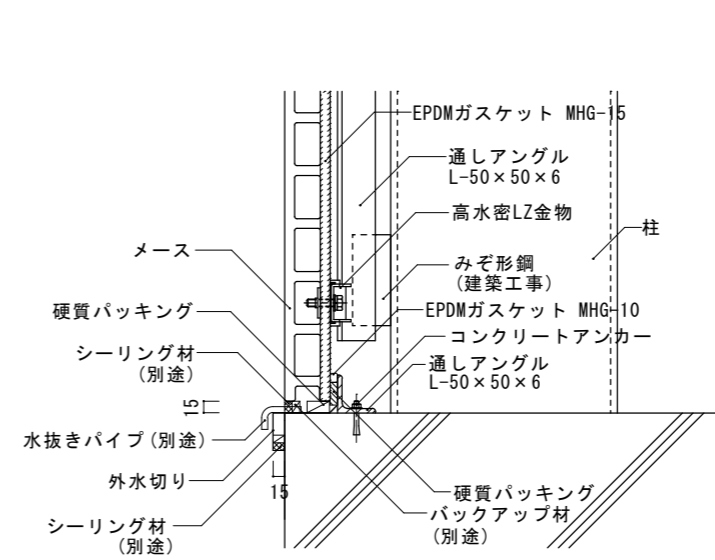 EPDMガスケット MHG-15
通しアングル
L-50×50×6
高水密LZ金物
柱
メース
みぞ形鋼
(建築工事)
硬質パッキング
EPDMガスケット MHG-10
コンクリートアンカー
シーリング材
(別途)
通しアングル
L-50×50×6
15
水抜きパイプ(別途)
外水切り
15
硬質パッキング
バックアップ材
(別途)
シーリング材
(別途)